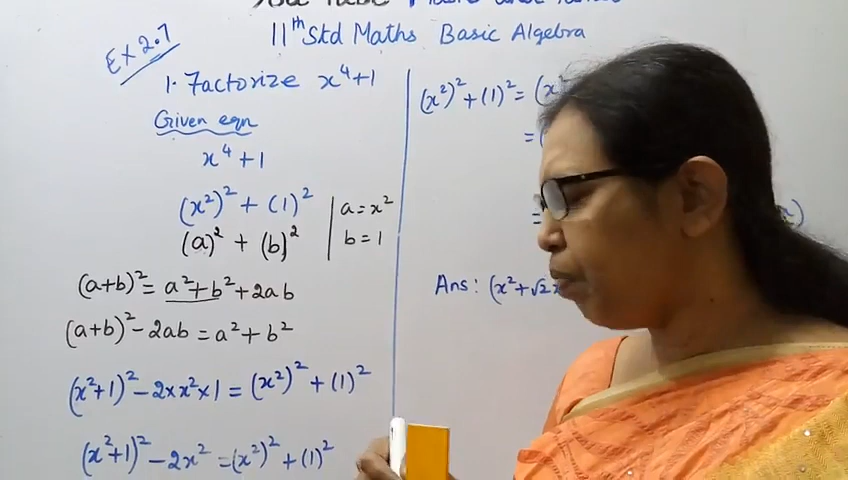 11th Std Maths Basic Algebra
Ex 2.7
1. Factorize x⁴+1
Given eqn
x⁴ + 1
(x²)² + (1)²
(a)² + (b)²
a = x²
b = 1
(a+b)² = a² + b² + 2ab
(a+b)² - 2ab = a² + b²
(x²+1)² - 2 × x² × 1 = (x²)² + (1)²
(x²+1)² - 2x² = (x²)² + (1)²
(x²)² + (1)² = (x²
= (
=
Ans: (x² + √2